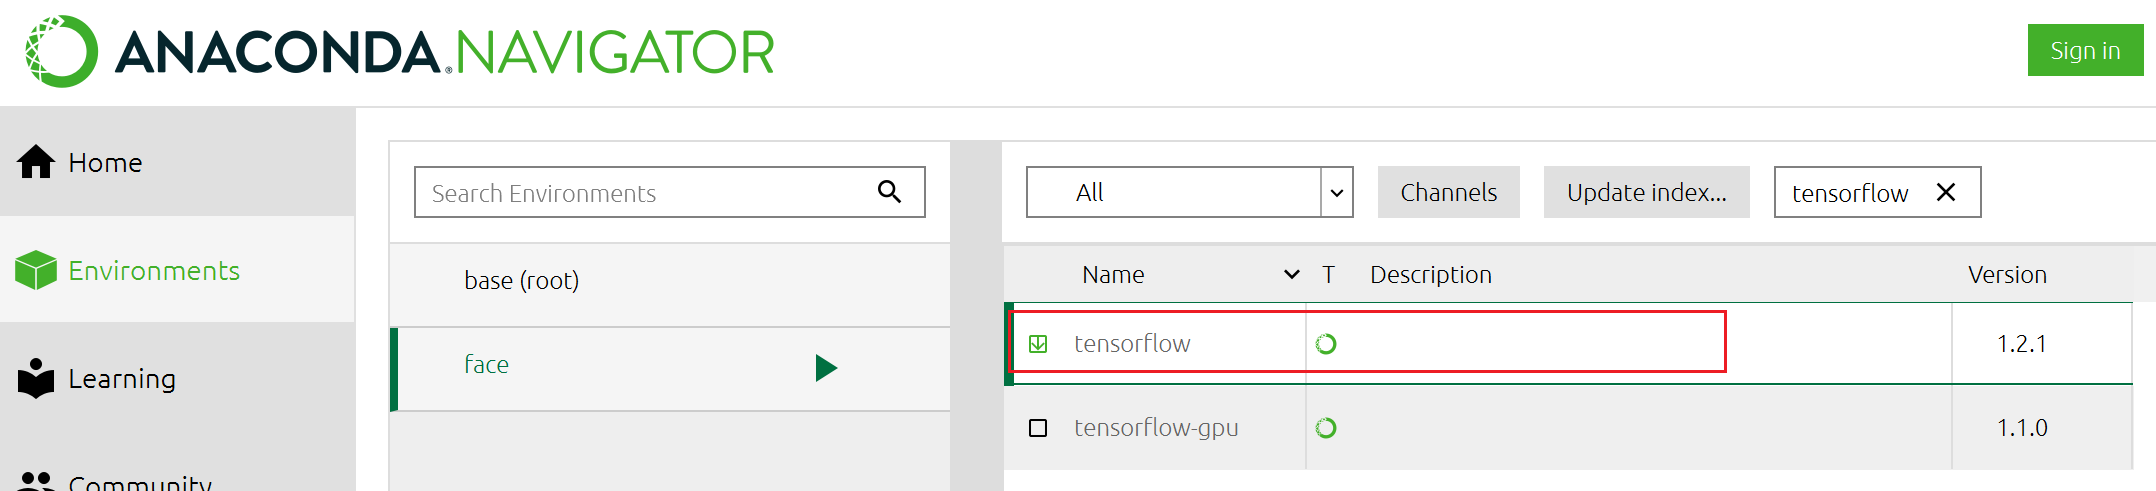 ANACONDA.NAVIGATOR
Sign in
Home
Environments
Learning
Community
Search Environments
base (root)
face
All
Channels
Update index...
tensorflow
Name T Description Version
tensorflow 1.2.1
tensorflow-gpu 1.1.0